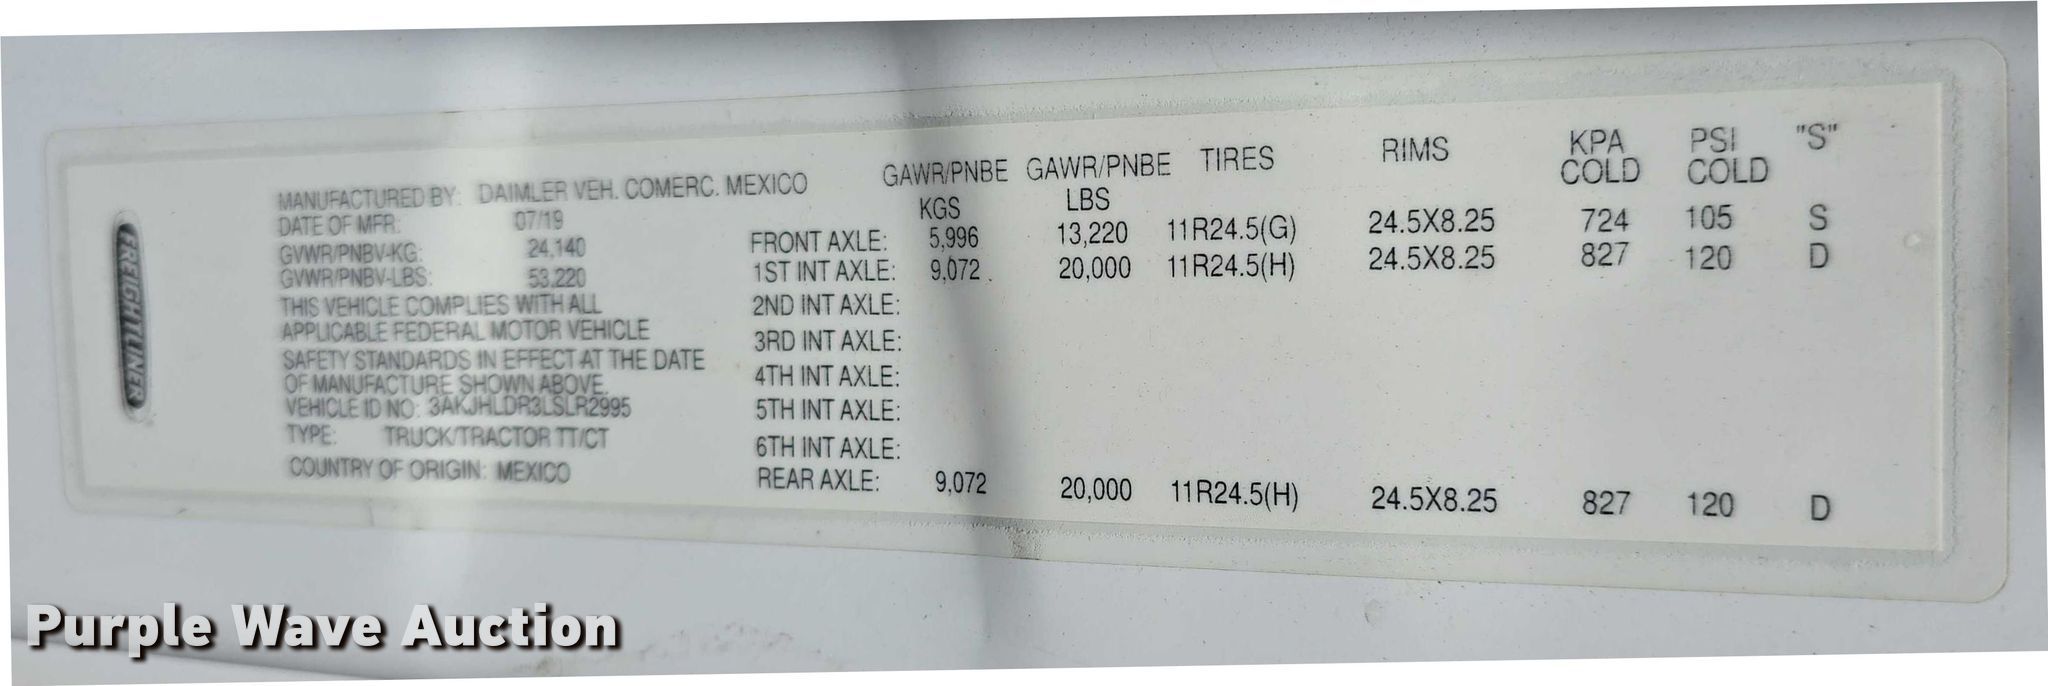 FREIGHTLINER
MANUFACTURED BY: DAIMLER VEH. COMERC. MEXICO
DATE OF MFR: 07/19
GVWR/PNBV-KG: 24,140
GVWR/PNBV-LBS: 53,220
THIS VEHICLE COMPLIES WITH ALL
APPLICABLE FEDERAL MOTOR VEHICLE
SAFETY STANDARDS IN EFFECT AT THE DATE
OF MANUFACTURE SHOWN ABOVE.
VEHICLE ID NO: 3AKJHLDR3LSLR2995
TYPE: TRUCK/TRACTOR TT/CT
COUNTRY OF ORIGIN: MEXICO
GAWR/PNBE GAWR/PNBE TIRES RIMS KPA PSI "S"
KGS LBS COLD COLD
FRONT AXLE: 5,996 13,220 11R24.5(G) 24.5X8.25 724 105 S
1ST INT AXLE: 9,072 20,000 11R24.5(H) 24.5X8.25 827 120 D
2ND INT AXLE:
3RD INT AXLE:
4TH INT AXLE:
5TH INT AXLE:
6TH INT AXLE:
REAR AXLE: 9,072 20,000 11R24.5(H) 24.5X8.25 827 120 D
Purple Wave Auction